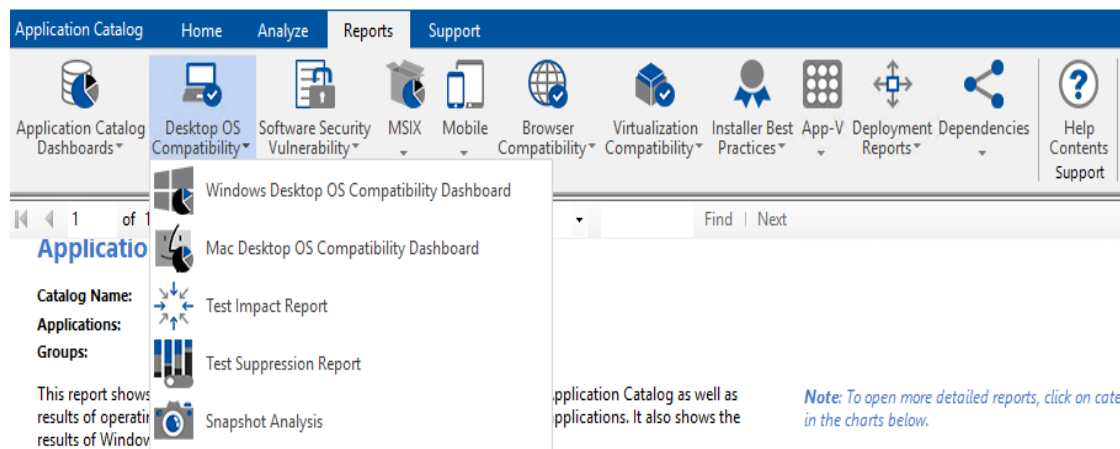 Application Catalog Home Analyze Reports Support
Application Catalog Dashboards
Desktop OS Compatibility
Software Security Vulnerability
MSIX
Mobile
Browser Compatibility
Virtualization Compatibility
Installer Best Practices
App-V
Deployment Reports
Dependencies
Help Contents
Support
Windows Desktop OS Compatibility Dashboard
Mac Desktop OS Compatibility Dashboard
Test Impact Report
Test Suppression Report
Snapshot Analysis
1 of 1 Find | Next
Applicatio
Catalog Name:
Applications:
Groups:
This report shows pplication Catalog as well as
results of operatin pplications. It also shows the
results of Window
Note: To open more detailed reports, click on cate
in the charts below.